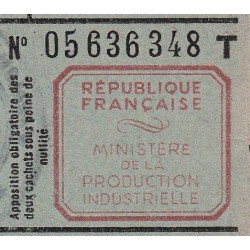 N° 05636348 T
Apposition obligatoire des
deux cachets sous peine de
nullité
RÉPUBLIQUE
FRANÇAISE
MINISTÈRE
DE LA
PRODUCTION
INDUSTRIELLE